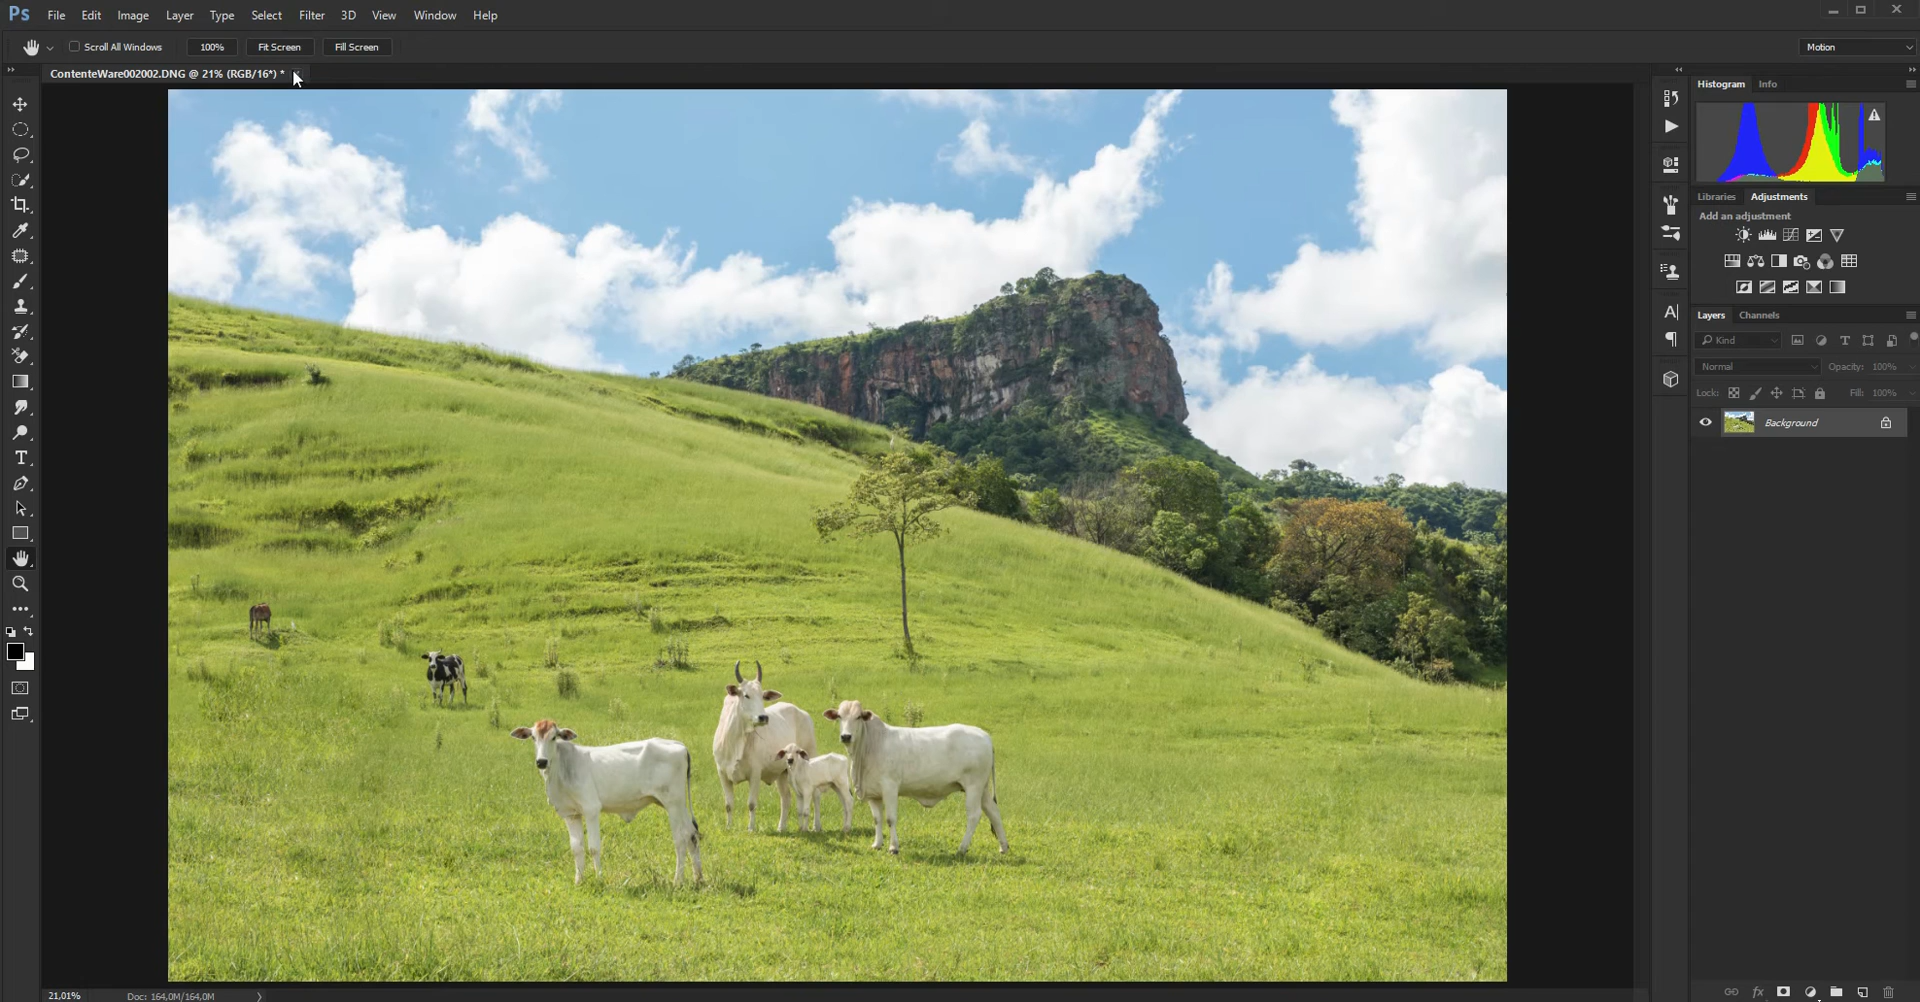 Ps File Edit Image Layer Type Select Filter 3D View Window Help
Scroll All Windows 100% Fit Screen Fill Screen Motion
ContenteWare002002.DNG @ 21% (RGB/16*) *
Histogram Info
Libraries Adjustments
Add an adjustment
Layers Channels
Kind
Normal Opacity: 100%
Lock: Fill: 100%
Background
21,01% Doc: 164,0M/164,0M